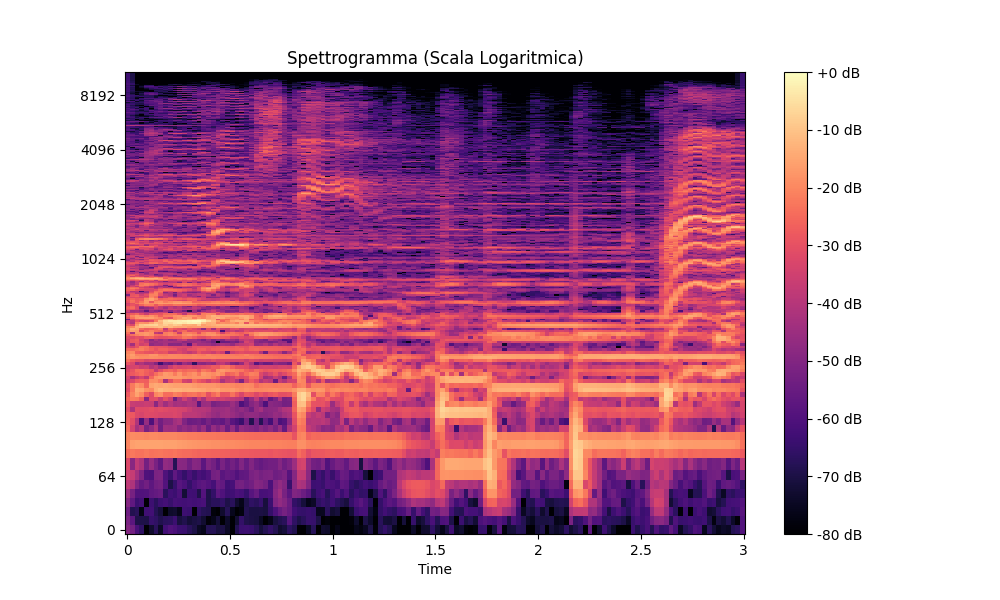 Spettrogramma (Scala Logaritmica)
Hz
8192
4096
2048
1024
512
256
128
64
0
0
0.5
1
1.5
2
2.5
3
Time
+0 dB
-10 dB
-20 dB
-30 dB
-40 dB
-50 dB
-60 dB
-70 dB
-80 dB